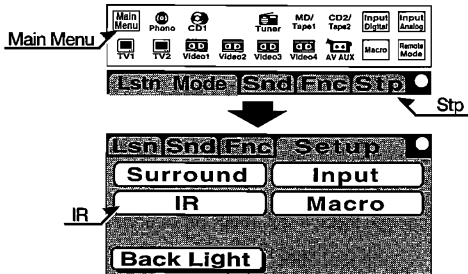 Main Menu
Main Menu Phono CD1 Tuner MD/ Tape1 CD2/ Tape2 Input Digital Input Analog
TV1 TV2 Video1 Video2 Video3 Video4 AV AUX Macro Remote Mode
Lstn Mode Snd Fnc Stp
Stp
Lsn Snd Fnc Setup
Surround Input
IR
IR Macro
Back Light